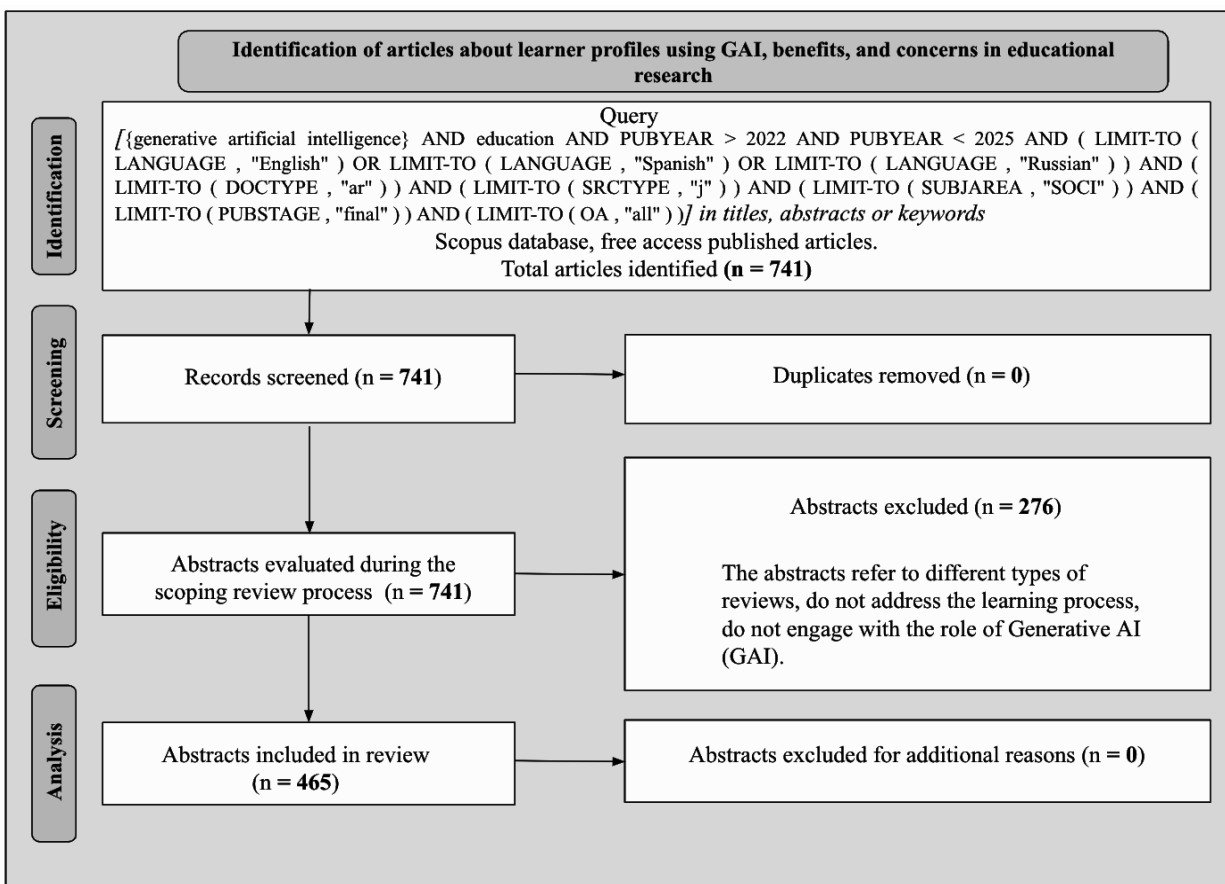 Identification of articles about learner profiles using GAI, benefits, and concerns in educational
research
Identification
Query
[{generative artificial intelligence} AND education AND PUBYEAR > 2022 AND PUBYEAR < 2025 AND ( LIMIT-TO (
LANGUAGE , "English" ) OR LIMIT-TO ( LANGUAGE , "Spanish" ) OR LIMIT-TO ( LANGUAGE , "Russian" ) ) AND (
LIMIT-TO ( DOCTYPE , "ar" ) ) AND ( LIMIT-TO ( SRCTYPE , "j" ) ) AND ( LIMIT-TO ( SUBJAREA , "SOCI" ) ) AND (
LIMIT-TO ( PUBSTAGE , "final" ) ) AND ( LIMIT-TO ( OA , "all" ) )] in titles, abstracts or keywords
Scopus database, free access published articles.
Total articles identified (n = 741)
Screening
Records screened (n = 741)
Duplicates removed (n = 0)
Eligibility
Abstracts evaluated during the
scoping review process (n = 741)
Abstracts excluded (n = 276)
The abstracts refer to different types of
reviews, do not address the learning process,
do not engage with the role of Generative AI
(GAI).
Analysis
Abstracts included in review
(n = 465)
Abstracts excluded for additional reasons (n = 0)